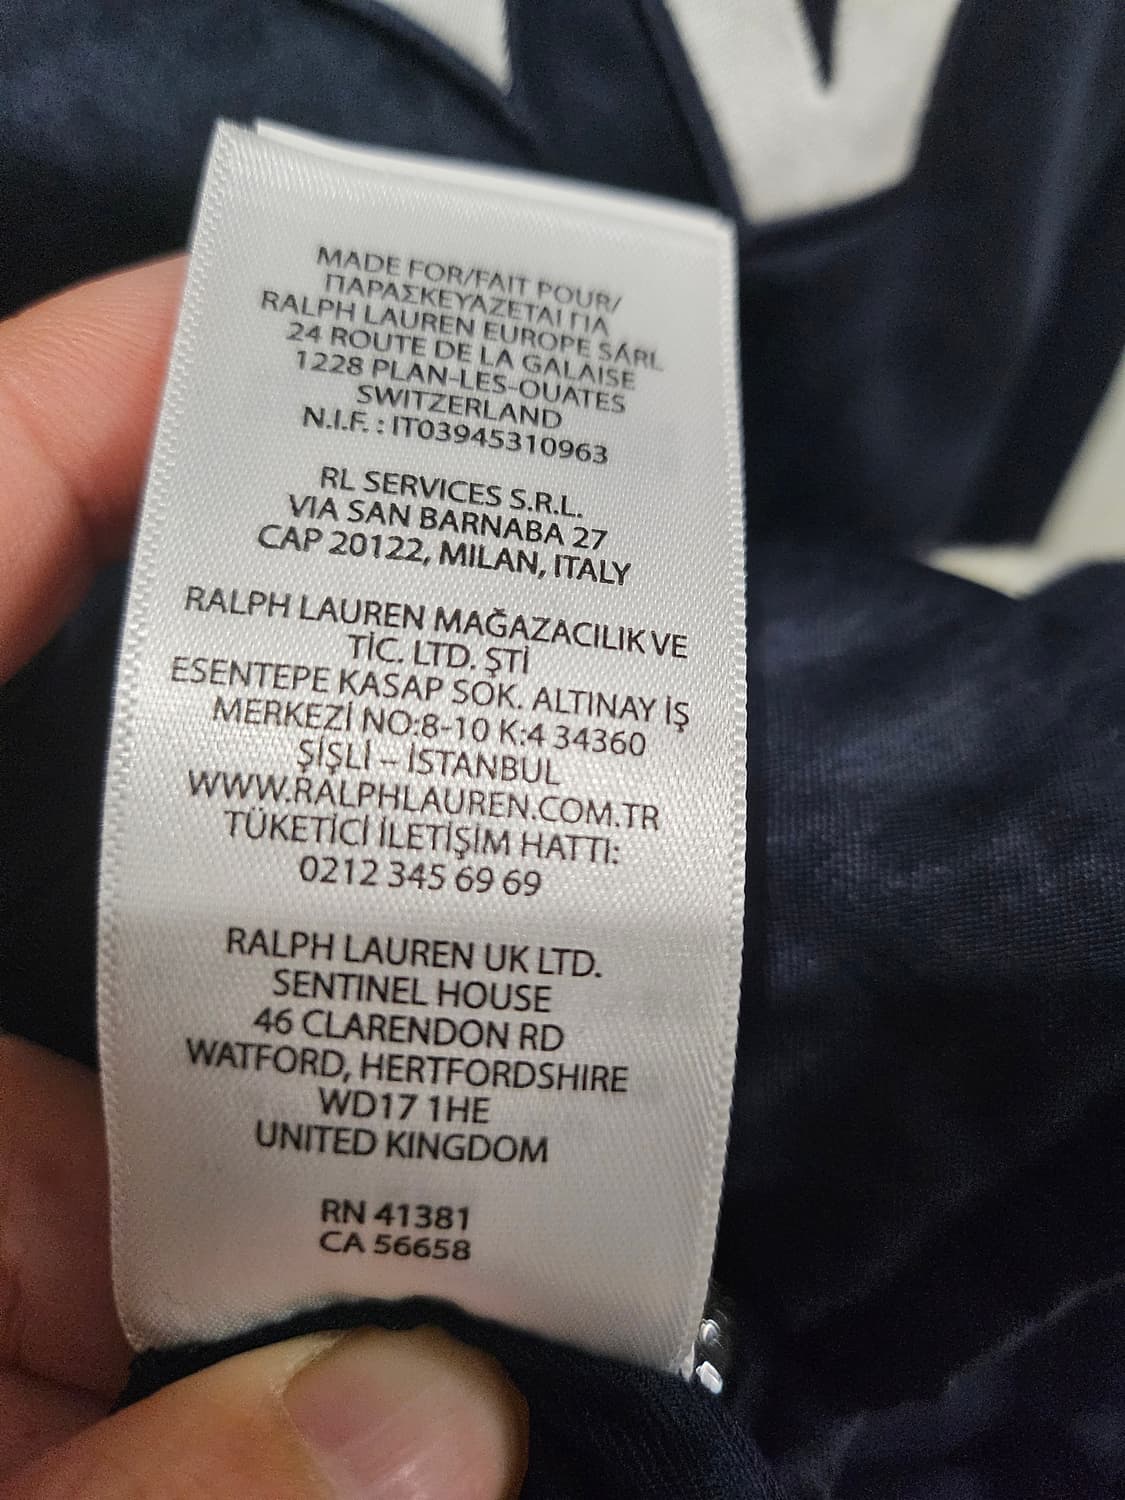 MADE FOR/FAIT POUR/
ΠΑΡΑΣΚΕΥΑΖΕΤΑΙ ΓΙΑ
RALPH LAUREN EUROPE SÁRL
24 ROUTE DE LA GALAISE
1228 PLAN-LES-OUATES
SWITZERLAND
N.I.F. : IT03945310963
RL SERVICES S.R.L.
VIA SAN BARNABA 27
CAP 20122, MILAN, ITALY
RALPH LAUREN MAĞAZACILIK VE
TİC. LTD. ŞTİ
ESENTEPE KASAP SOK. ALTINAY İŞ
MERKEZİ NO:8-10 K:4 34360
ŞİŞLİ – İSTANBUL
WWW.RALPHLAUREN.COM.TR
TÜKETİCİ İLETİŞİM HATTI:
0212 345 69 69
RALPH LAUREN UK LTD.
SENTINEL HOUSE
46 CLARENDON RD
WATFORD, HERTFORDSHIRE
WD17 1HE
UNITED KINGDOM
RN 41381
CA 56658